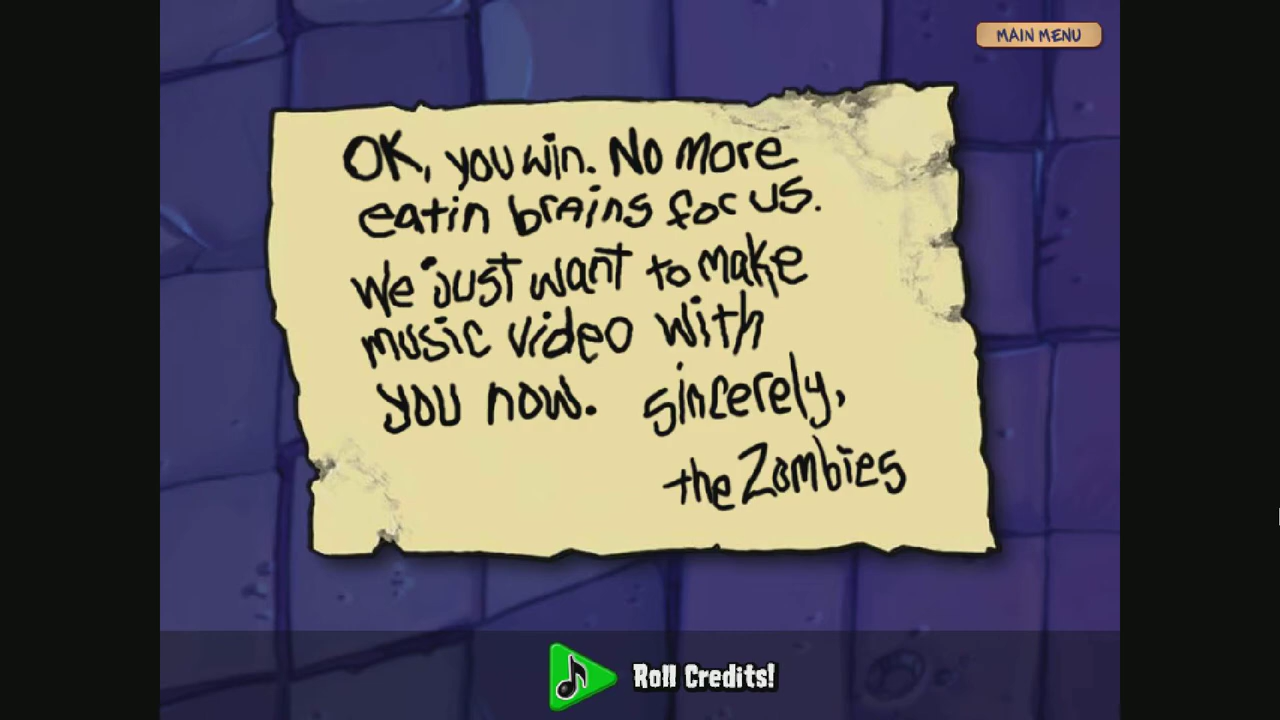 MAIN MENU
OK, you win. No more
eatin brains for us.
We just want to make
music video with
you now. sincerely,
the Zombies
Roll Credits!